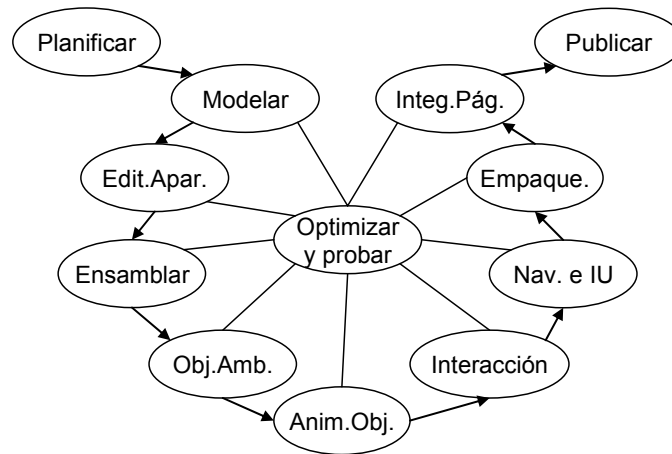 Planificar
Publicar
Modelar
Integ.Pág.
Edit.Apar.
Empaque.
Optimizar
y probar
Ensamblar
Nav. e IU
Obj.Amb.
Interacción
Anim.Obj.